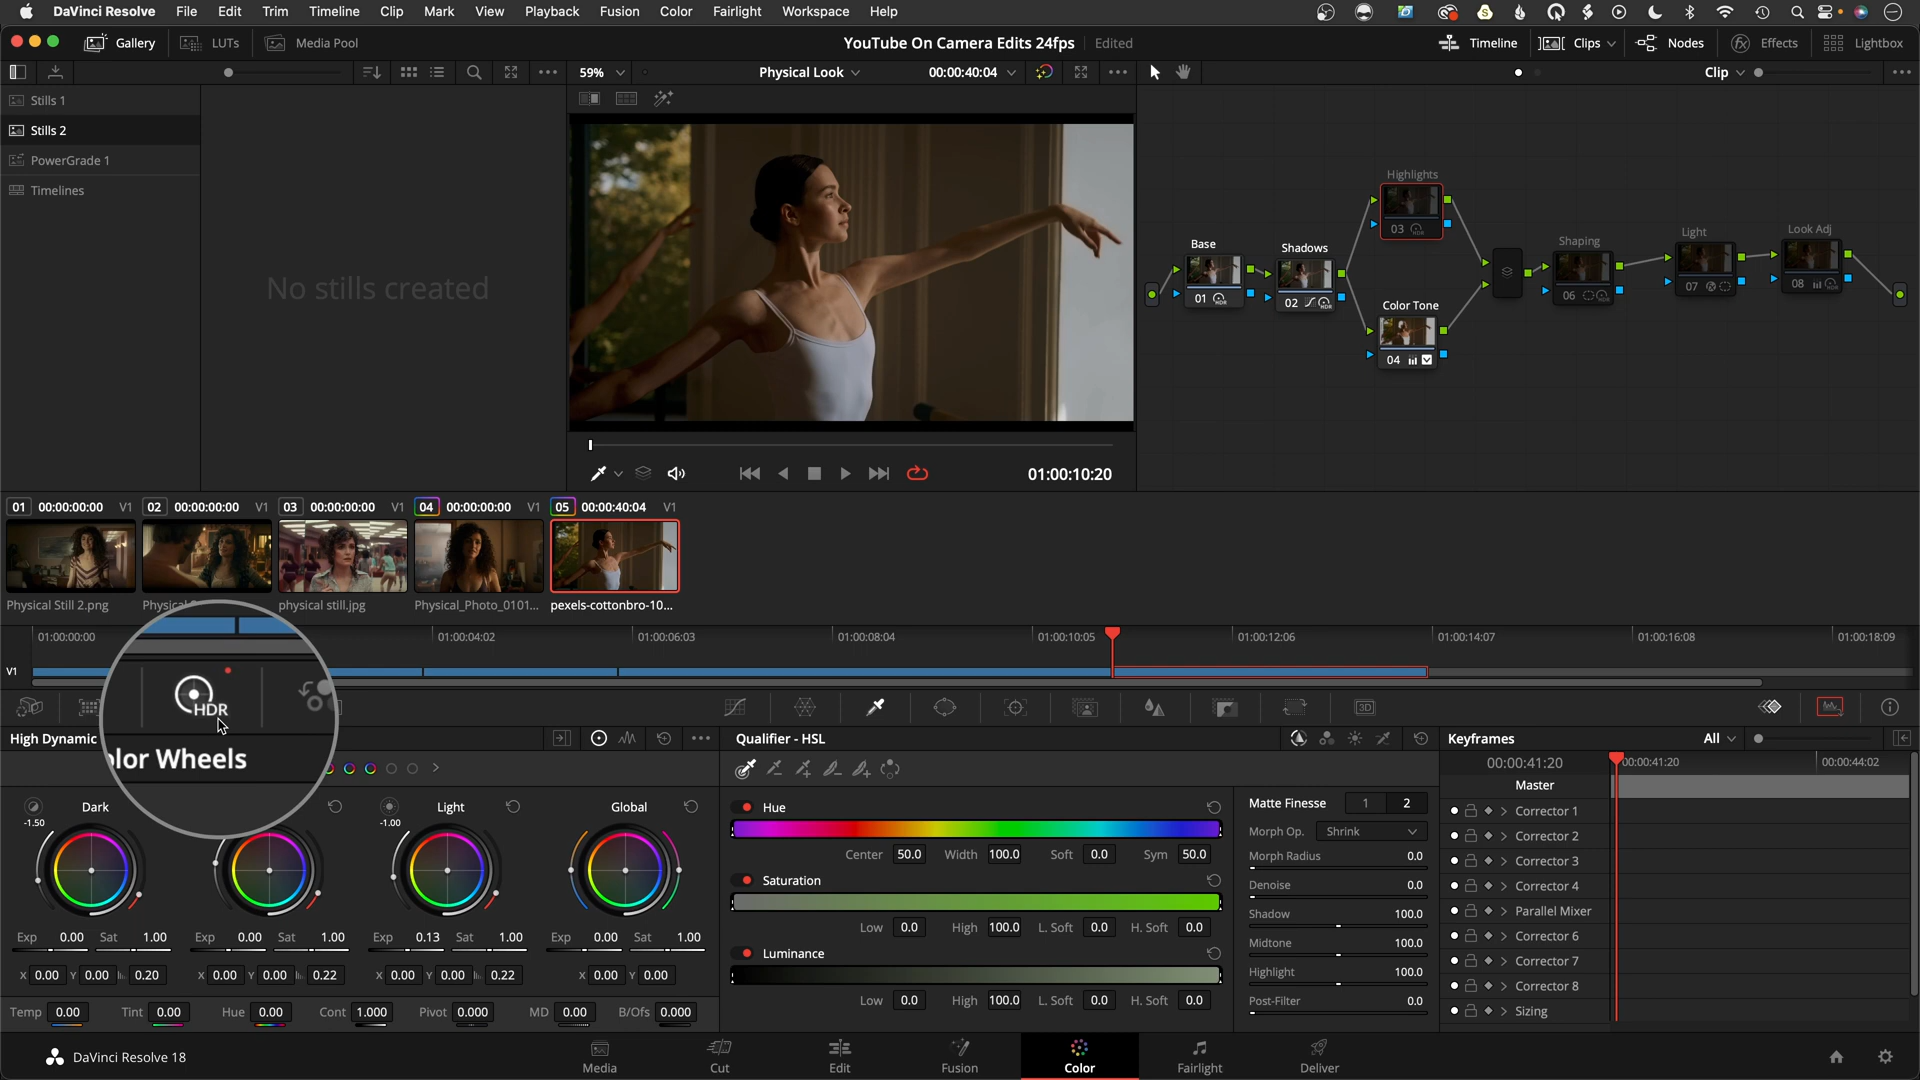 DaVinci Resolve File Edit Trim Timeline Clip Mark View Playback Fusion Color Fairlight Workspace Help
Gallery LUTs Media Pool YouTube On Camera Edits 24fps Edited Timeline Clips Nodes Effects Lightbox
59% Physical Look 00:00:40:04 Clip
Stills 1
Stills 2
PowerGrade 1
Timelines
No stills created
Highlights
03 HDR
Base
01 HDR
Shadows
02 HDR
Color Tone
04
Shaping
06 HDR
Light
07
Look Adj
08 HDR
01:00:10:20
01 00:00:00:00 V1 02 00:00:00:00 V1 03 00:00:00:00 V1 04 00:00:00:00 V1 05 00:00:40:04 V1
Physical Still 2.png physical still.jpg Physical_Photo_0101... pexels-cottonbro-10...
01:00:00:00 01:00:04:02 01:00:06:03 01:00:08:04 01:00:10:05 01:00:12:06 01:00:14:07 01:00:16:08 01:00:18:09
V1
HDR
3D
High Dynamic
olor Wheels
Dark Light Global
-1.50 -1.00
Exp 0.00 Sat 1.00 Exp 0.00 Sat 1.00 Exp 0.13 Sat 1.00 Exp 0.00 Sat 1.00
X 0.00 Y 0.00 0.20 X 0.00 Y 0.00 0.22 X 0.00 Y 0.00 0.22 X 0.00 Y 0.00
Temp 0.00 Tint 0.00 Hue 0.00 Cont 1.000 Pivot 0.000 MD 0.00 B/Ofs 0.000
Qualifier - HSL
Hue
Center 50.0 Width 100.0 Soft 0.0 Sym 50.0
Saturation
Low 0.0 High 100.0 L. Soft 0.0 H. Soft 0.0
Luminance
Low 0.0 High 100.0 L. Soft 0.0 H. Soft 0.0
Matte Finesse 1 2
Morph Op. Shrink
Morph Radius 0.0
Denoise 0.0
Shadow 100.0
Midtone 100.0
Highlight 100.0
Post-Filter 0.0
Keyframes All
00:00:41:20 00:00:41:20 00:00:44:02
Master
Corrector 1
Corrector 2
Corrector 3
Corrector 4
Parallel Mixer
Corrector 6
Corrector 7
Corrector 8
Sizing
DaVinci Resolve 18 Media Cut Edit Fusion Color Fairlight Deliver